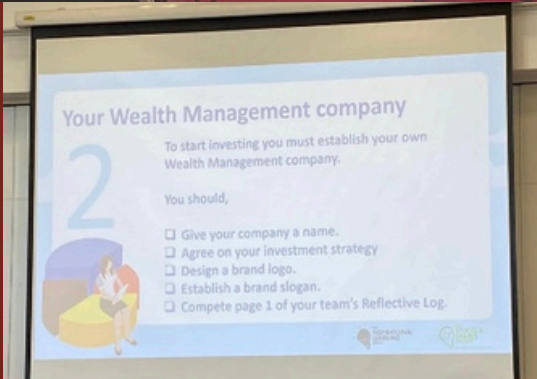 Your Wealth Management company
2
To start investing you must establish your own
Wealth Management company.
You should,
Give your company a name.
Agree on your investment strategy
Design a brand logo.
Establish a brand slogan.
Compete page 1 of your team's Reflective Log.